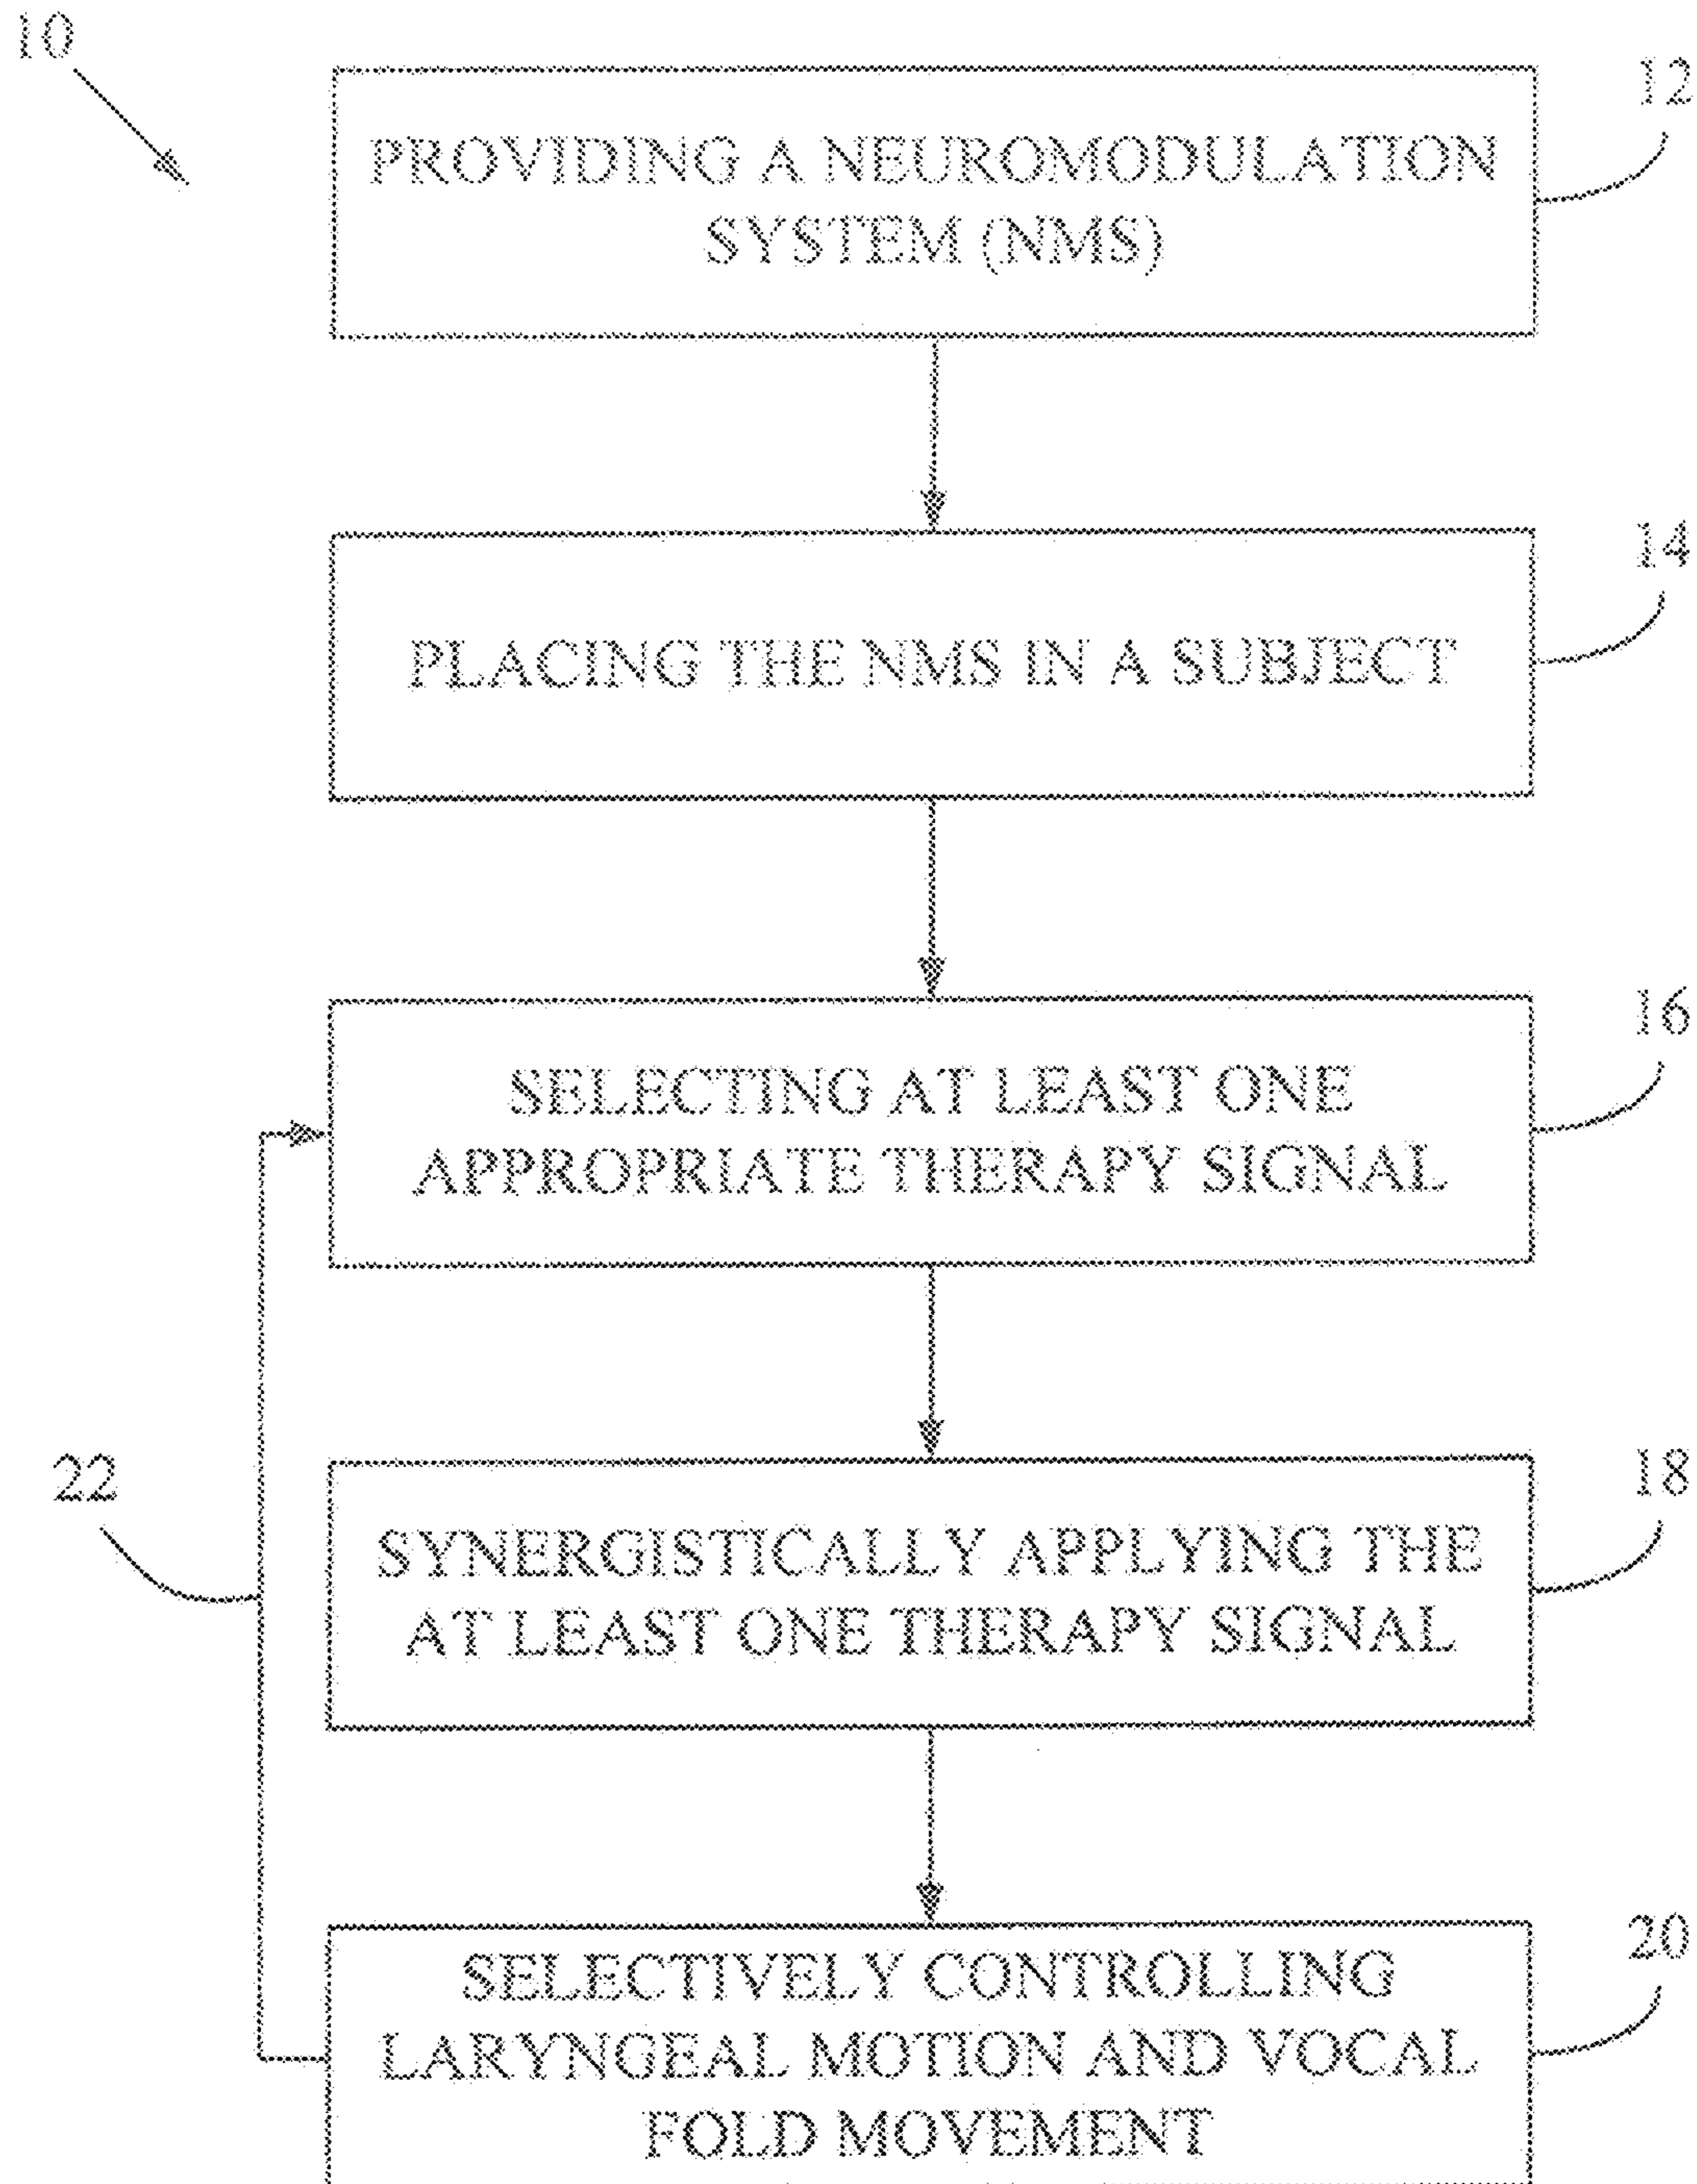 10
12
PROVIDING A NEUROMODULATION
SYSTEM (NMS)
14
PLACING THE NMS IN A SUBJECT
16
SELECTING AT LEAST ONE
APPROPRIATE THERAPY SIGNAL
22
18
SYNERGISTICALLY APPLYING THE
AT LEAST ONE THERAPY SIGNAL
20
SELECTIVELY CONTROLLING
LARYNGEAL MOTION AND VOCAL
FOLD MOVEMENT